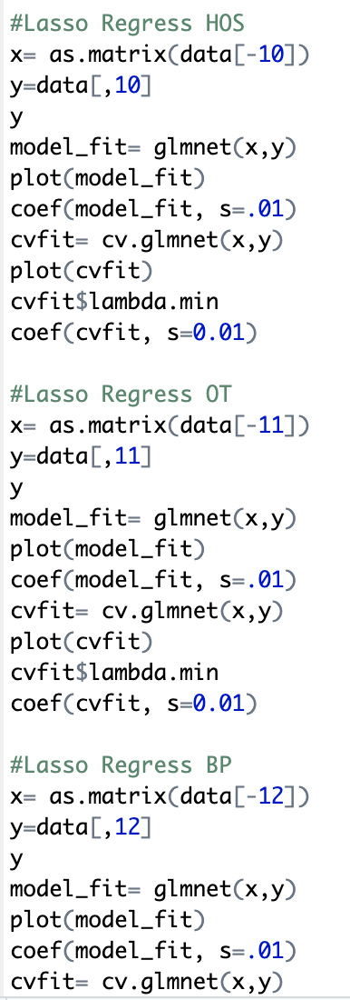 #Lasso Regress HOS
x= as.matrix(data[-10])
y=data[,10]
y
model_fit= glmnet(x,y)
plot(model_fit)
coef(model_fit, s=.01)
cvfit= cv.glmnet(x,y)
plot(cvfit)
cvfit$lambda.min
coef(cvfit, s=0.01)

#Lasso Regress OT
x= as.matrix(data[-11])
y=data[,11]
y
model_fit= glmnet(x,y)
plot(model_fit)
coef(model_fit, s=.01)
cvfit= cv.glmnet(x,y)
plot(cvfit)
cvfit$lambda.min
coef(cvfit, s=0.01)

#Lasso Regress BP
x= as.matrix(data[-12])
y=data[,12]
y
model_fit= glmnet(x,y)
plot(model_fit)
coef(model_fit, s=.01)
cvfit= cv.glmnet(x,y)